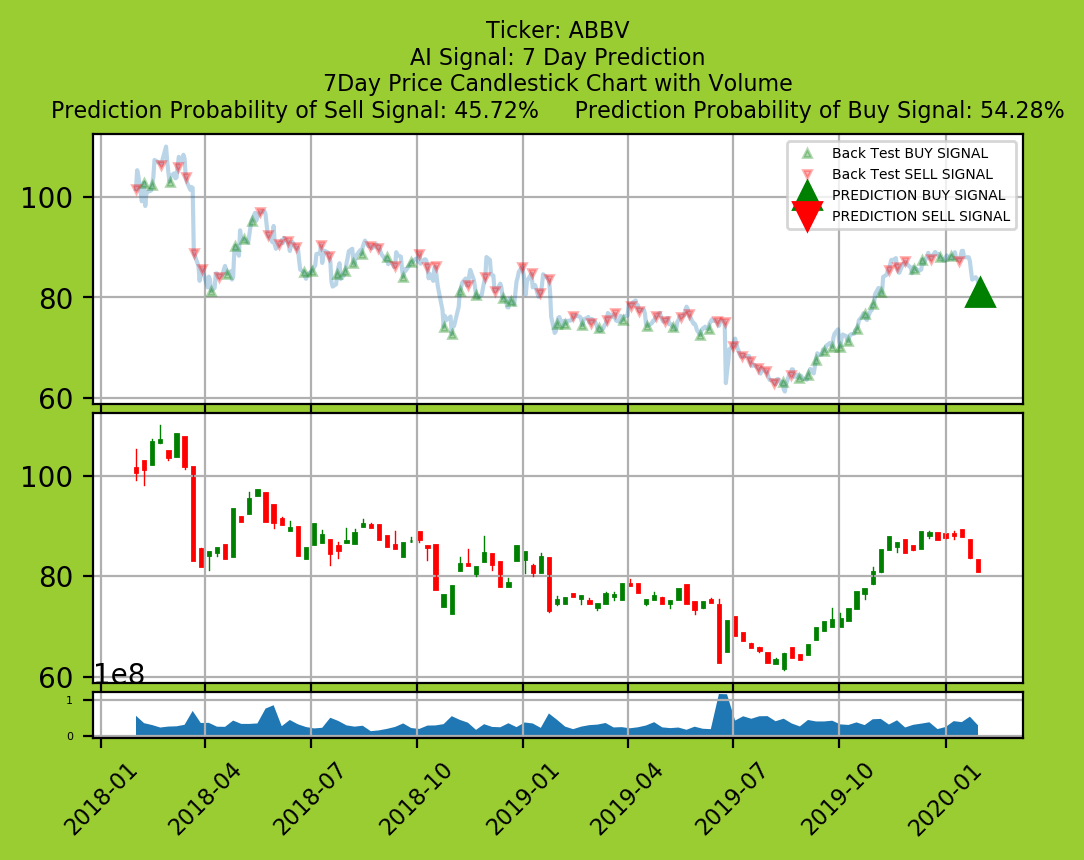 Ticker: ABBV
AI Signal: 7 Day Prediction
7Day Price Candlestick Chart with Volume
Prediction Probability of Sell Signal: 45.72% Prediction Probability of Buy Signal: 54.28%
Back Test BUY SIGNAL
Back Test SELL SIGNAL
PREDICTION BUY SIGNAL
PREDICTION SELL SIGNAL
100
80
60
100
80
60
1e8
1
0
2018-01
2018-04
2018-07
2018-10
2019-01
2019-04
2019-07
2019-10
2020-01